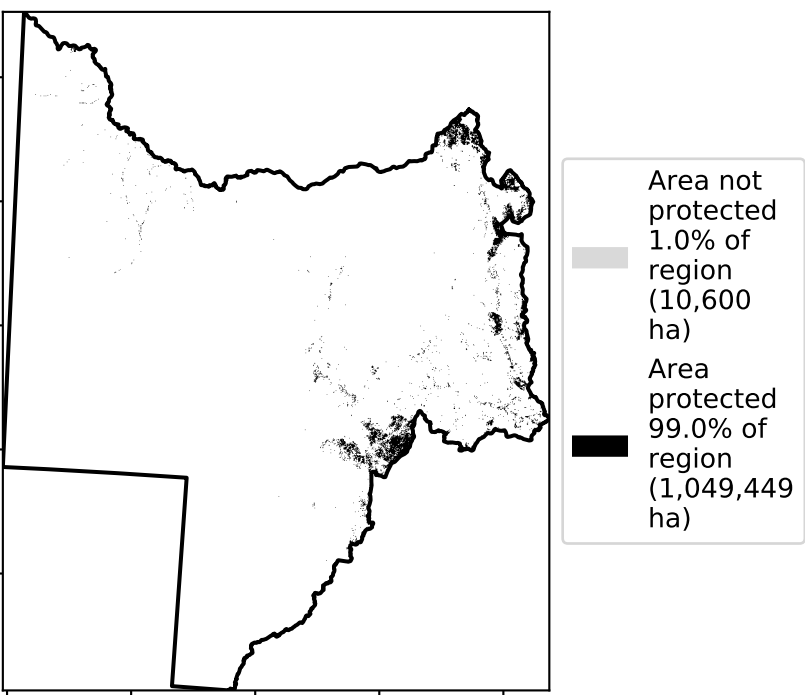 Area not
protected
1.0% of
region
(10,600
ha)
Area
protected
99.0% of
region
(1,049,449
ha)